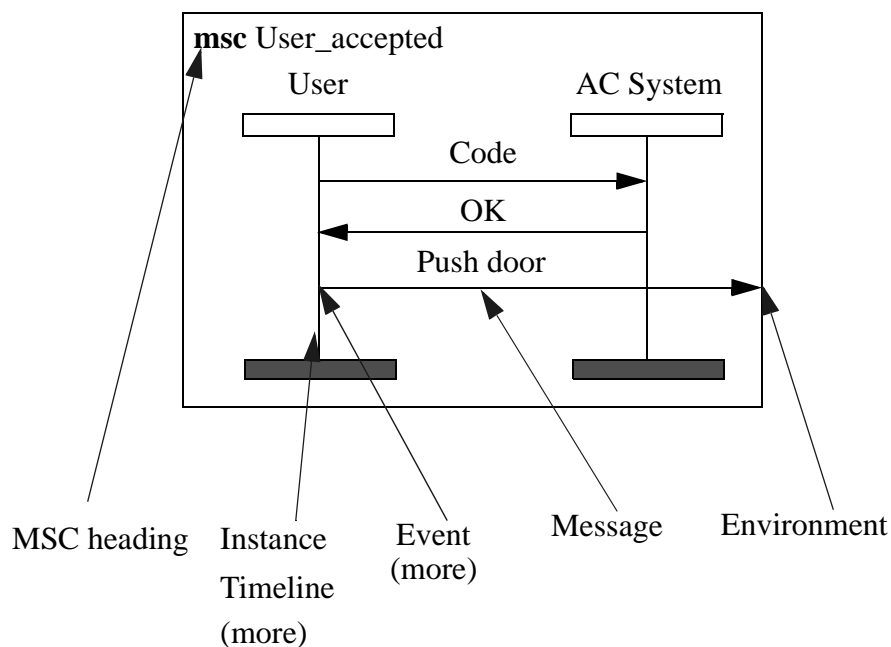 msc User_accepted
User
AC System
Code
OK
Push door
MSC heading
Instance
Timeline
(more)
Event
(more)
Message
Environment